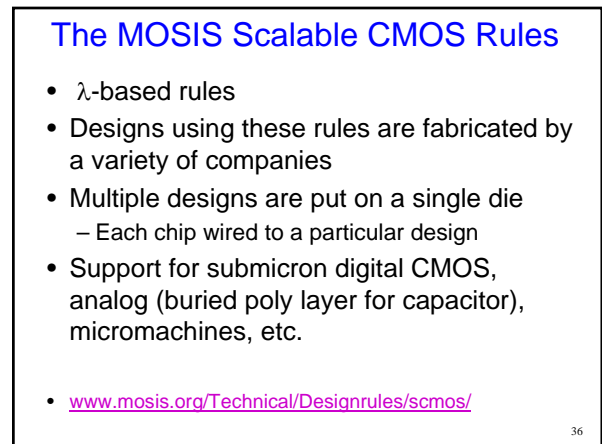 The MOSIS Scalable CMOS Rules
• λ-based rules
• Designs using these rules are fabricated by
a variety of companies
• Multiple designs are put on a single die
– Each chip wired to a particular design
• Support for submicron digital CMOS,
analog (buried poly layer for capacitor),
micromachines, etc.
• www.mosis.org/Technical/Designrules/scmos/
36